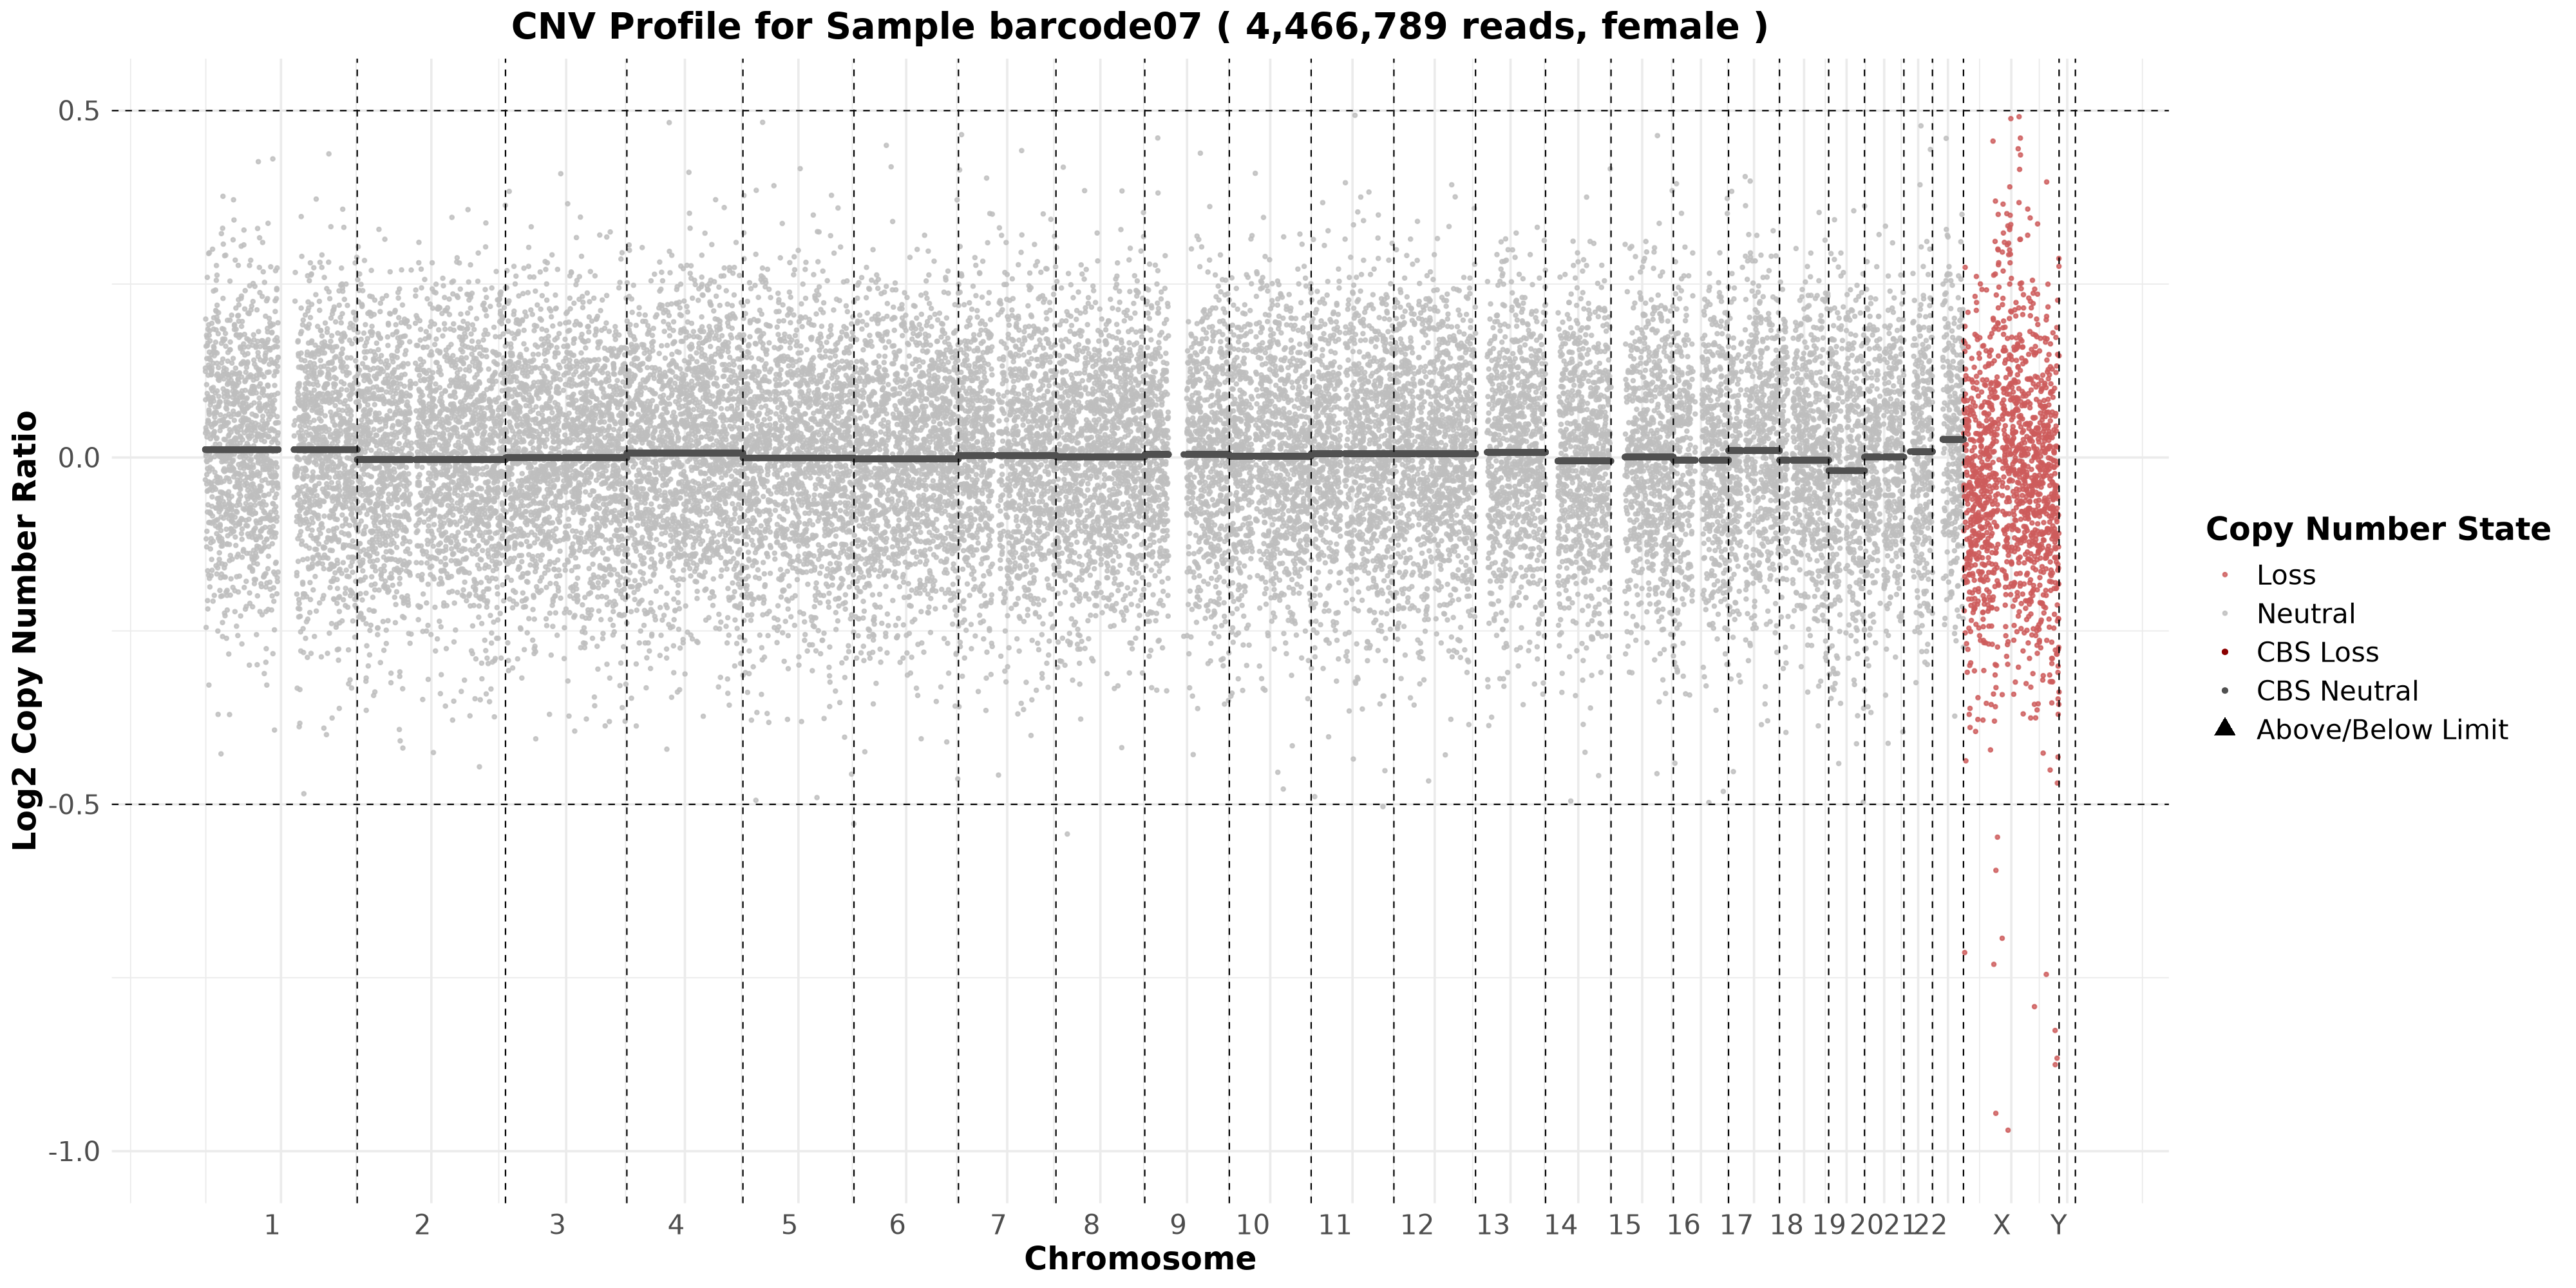 CNV Profile for Sample barcode07 ( 4,466,789 reads, female )
Log2 Copy Number Ratio
0.5
0.0
-0.5
-1.0
1 2 3 4 5 6 7 8 9 10 11 12 13 14 15 16 17 18 19 20 21 22 X Y
Chromosome
Copy Number State
Loss
Neutral
CBS Loss
CBS Neutral
Above/Below Limit